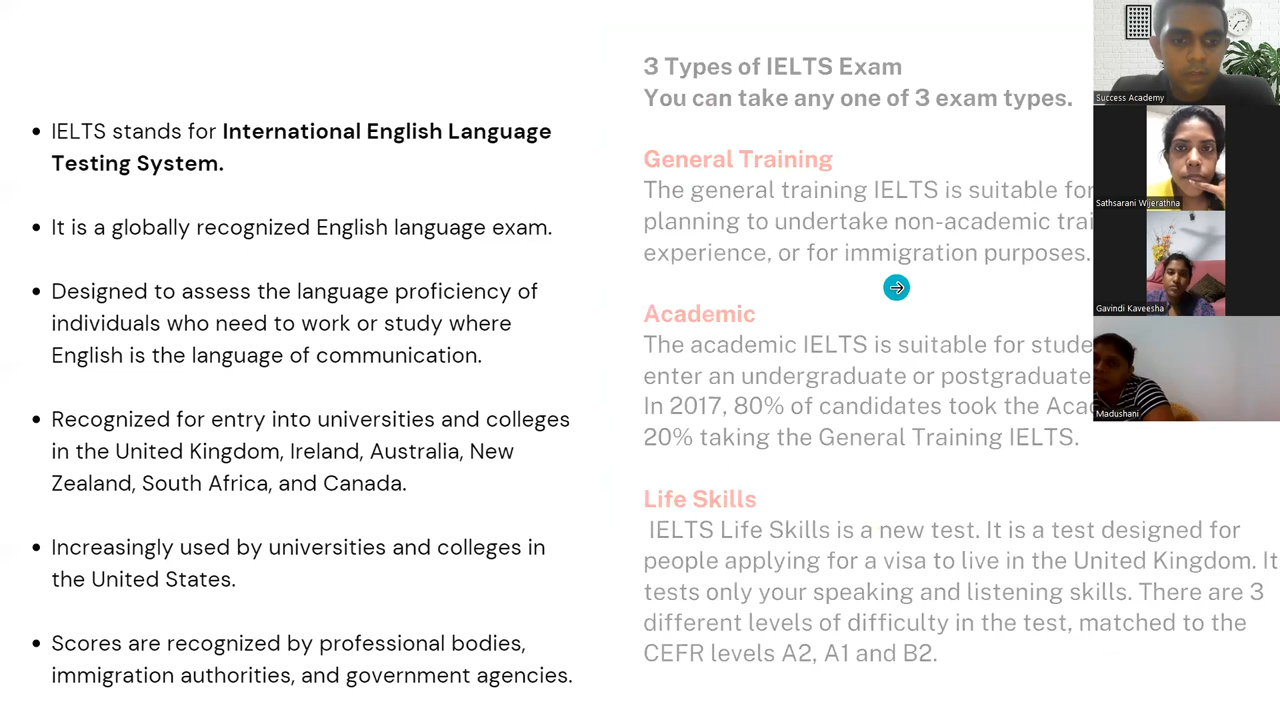 • IELTS stands for International English Language
Testing System.
• It is a globally recognized English language exam.
• Designed to assess the language proficiency of
individuals who need to work or study where
English is the language of communication.
• Recognized for entry into universities and colleges
in the United Kingdom, Ireland, Australia, New
Zealand, South Africa, and Canada.
• Increasingly used by universities and colleges in
the United States.
• Scores are recognized by professional bodies,
immigration authorities, and government agencies.
3 Types of IELTS Exam
You can take any one of 3 exam types.
General Training
The general training IELTS is suitable for
planning to undertake non-academic
experience, or for immigration purposes.
Academic
The academic IELTS is suitable for
enter an undergraduate or postgraduate
In 2017, 80% of candidates took the
20% taking the General Training IELTS.
Life Skills
IELTS Life Skills is a new test. It is a test designed for
people applying for a visa to live in the United Kingdom. It
tests only your speaking and listening skills. There are 3
different levels of difficulty in the test, matched to the
CEFR levels A2, A1 and B2.
Success Academy
Sathsarani Wijerathna
Gavindi Kaveesha
Madushani